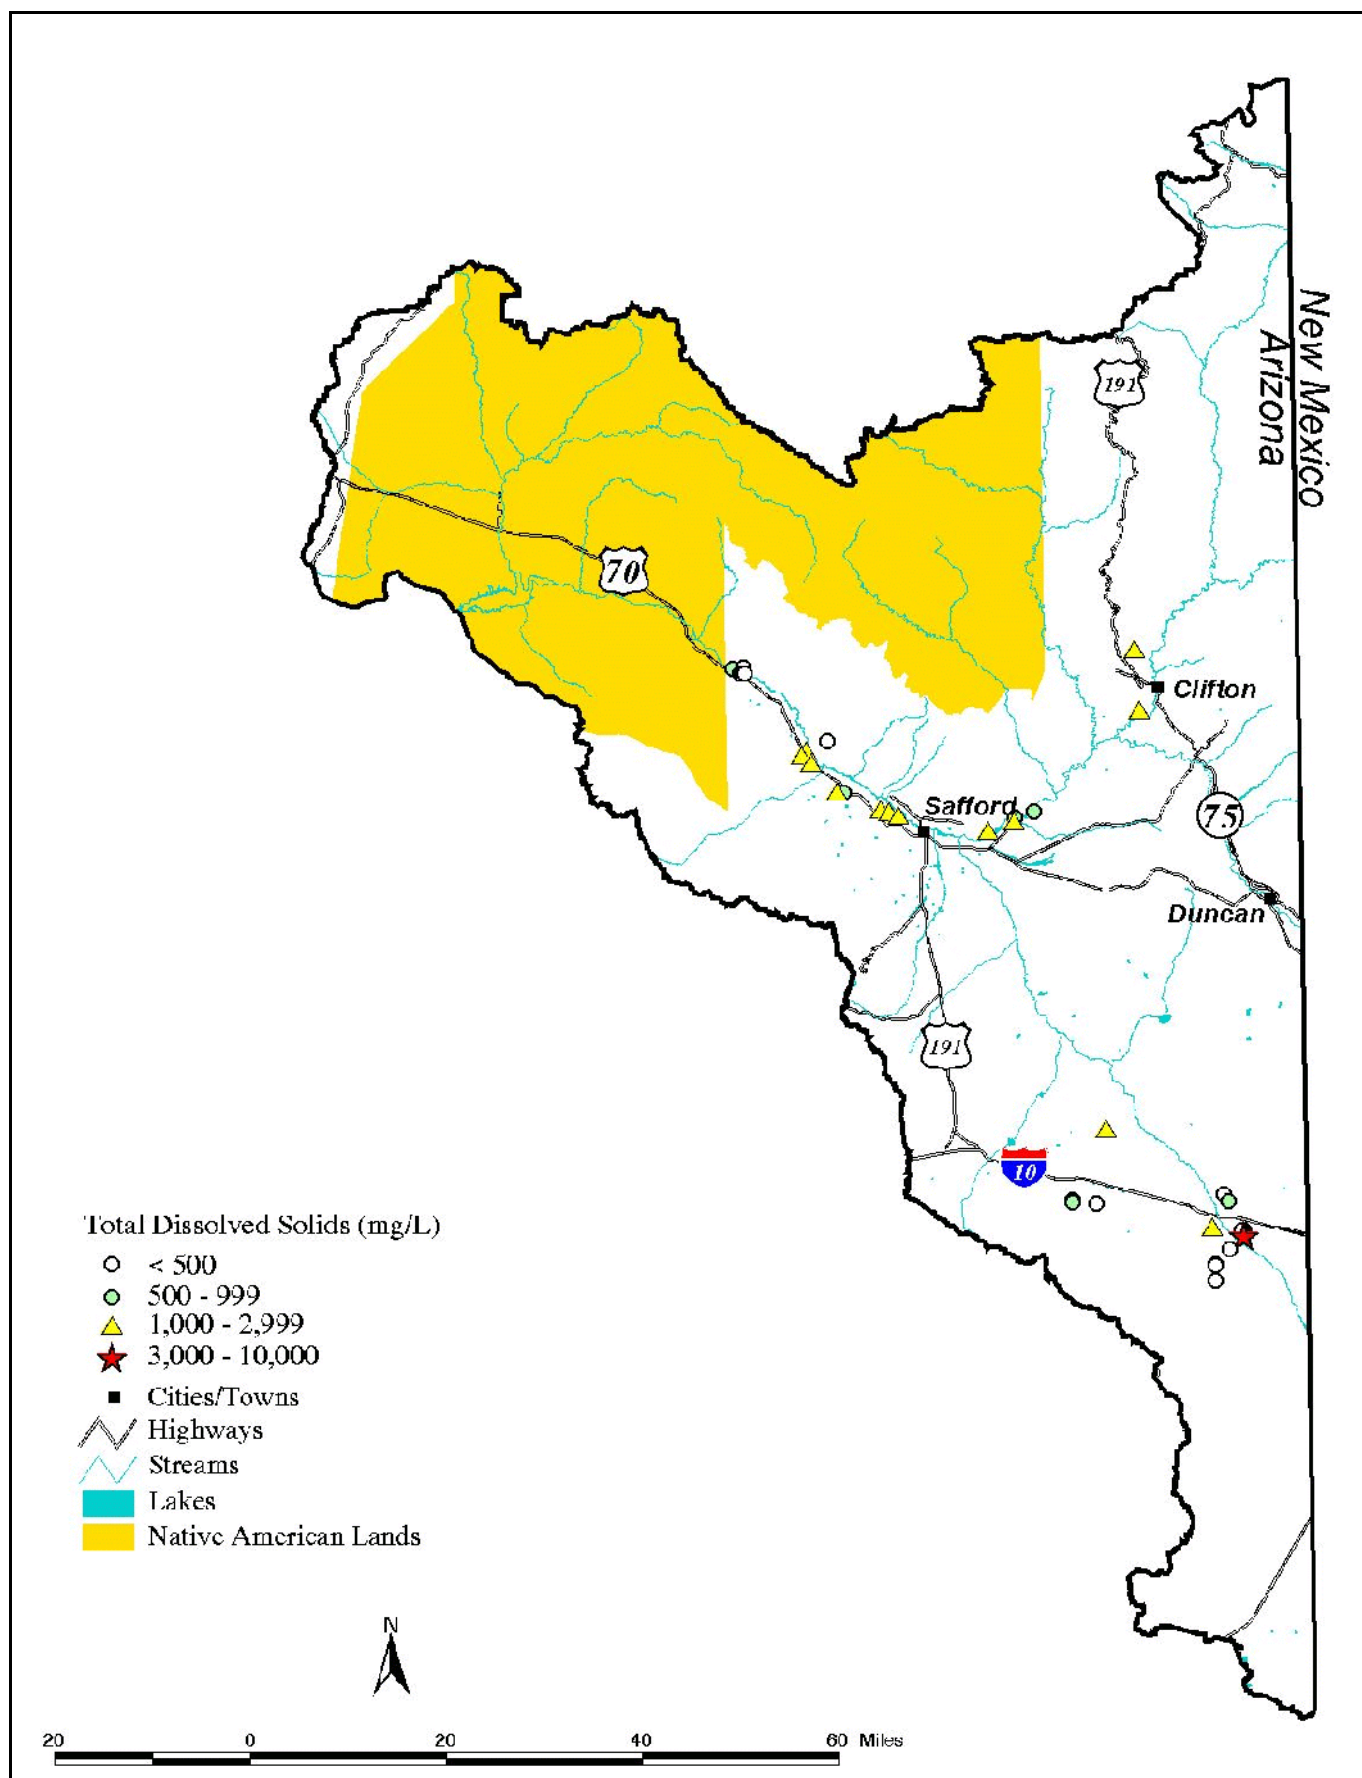 New Mexico
Arizona
191
70
Clifton
Safford
75
Duncan
191
10
Total Dissolved Solids (mg/L)
< 500
500 - 999
1,000 - 2,999
3,000 - 10,000
Cities/Towns
Highways
Streams
Lakes
Native American Lands
N
20 0 20 40 60 Miles